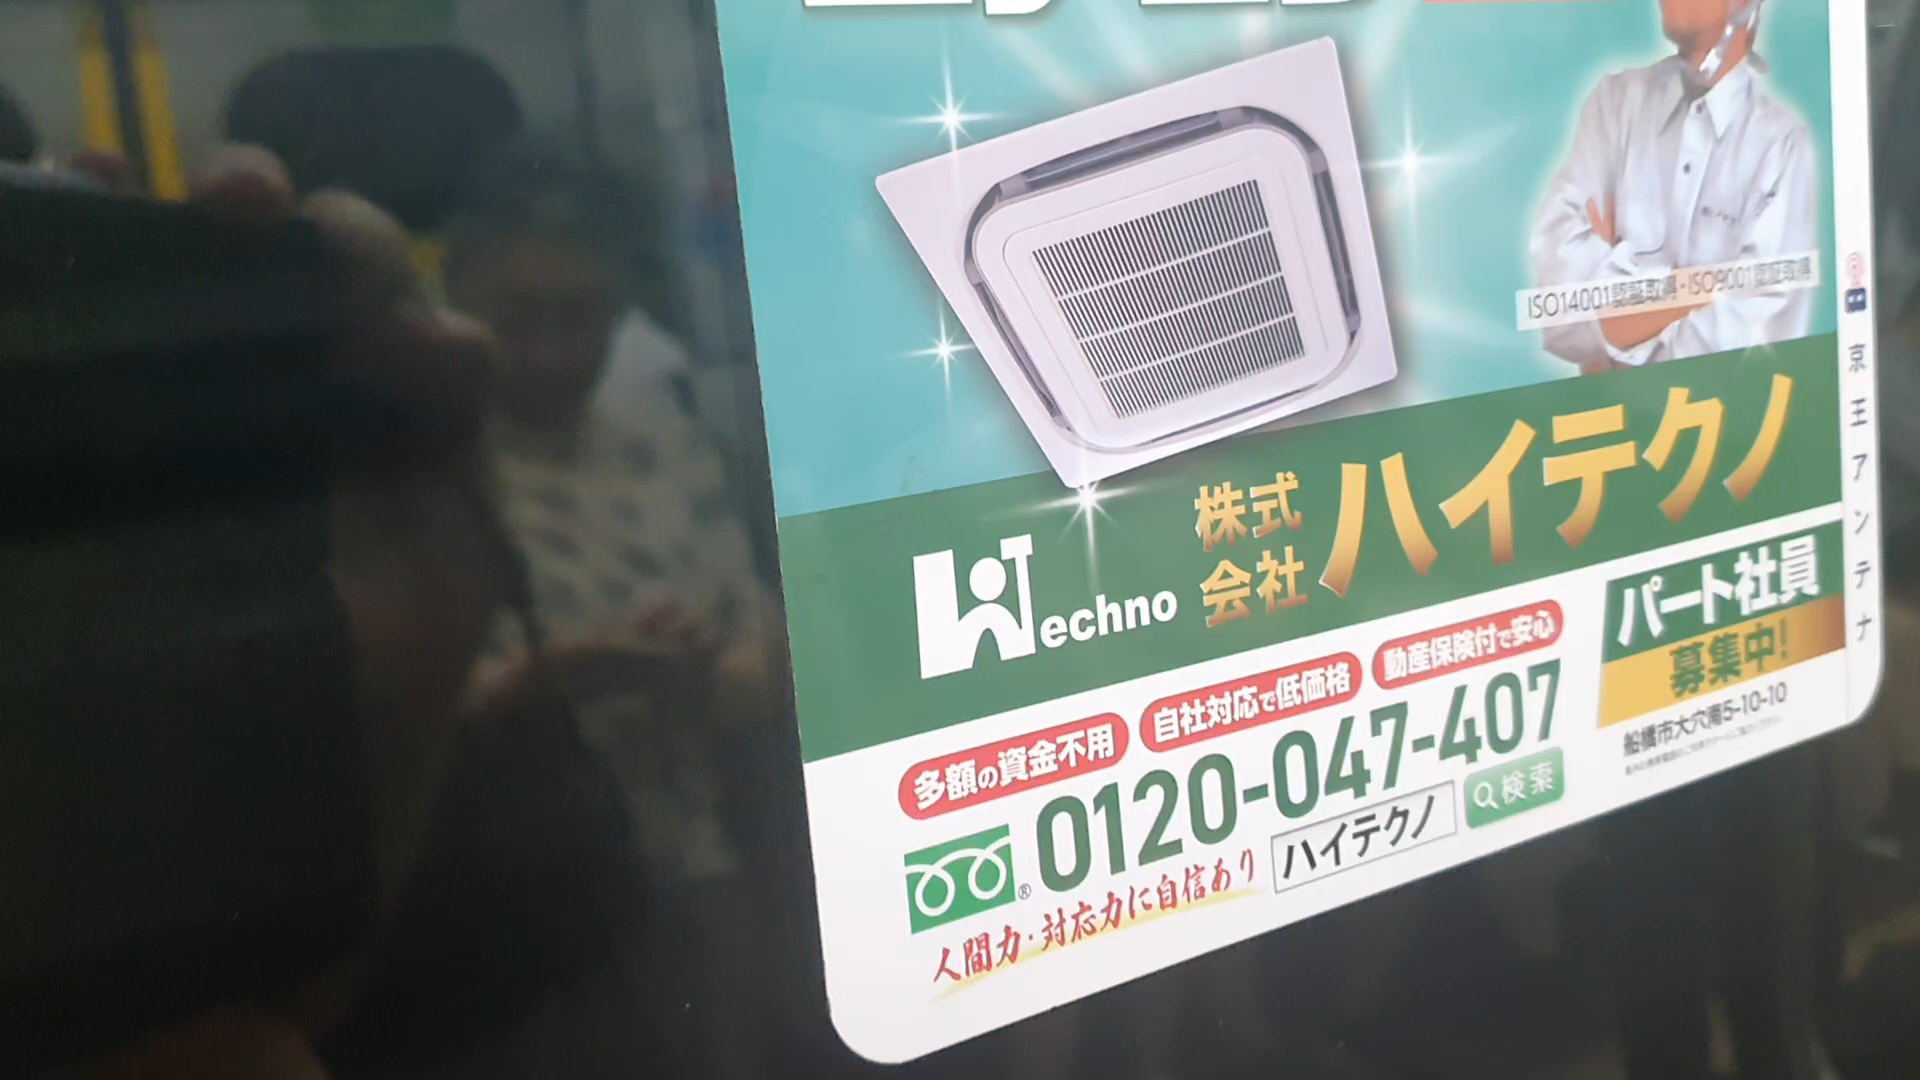 ISO14001認証取得・ISO9001認証取得
京王アンテナ
Hitechno
株式会社
ハイテクノ
パート社員
募集中!
多額の資金不用
自社対応で低価格
動産保険付で安心
0120-047-407
船橋市大穴南5-10-10
ハイテクノ
検索
人間力・対応力に自信あり